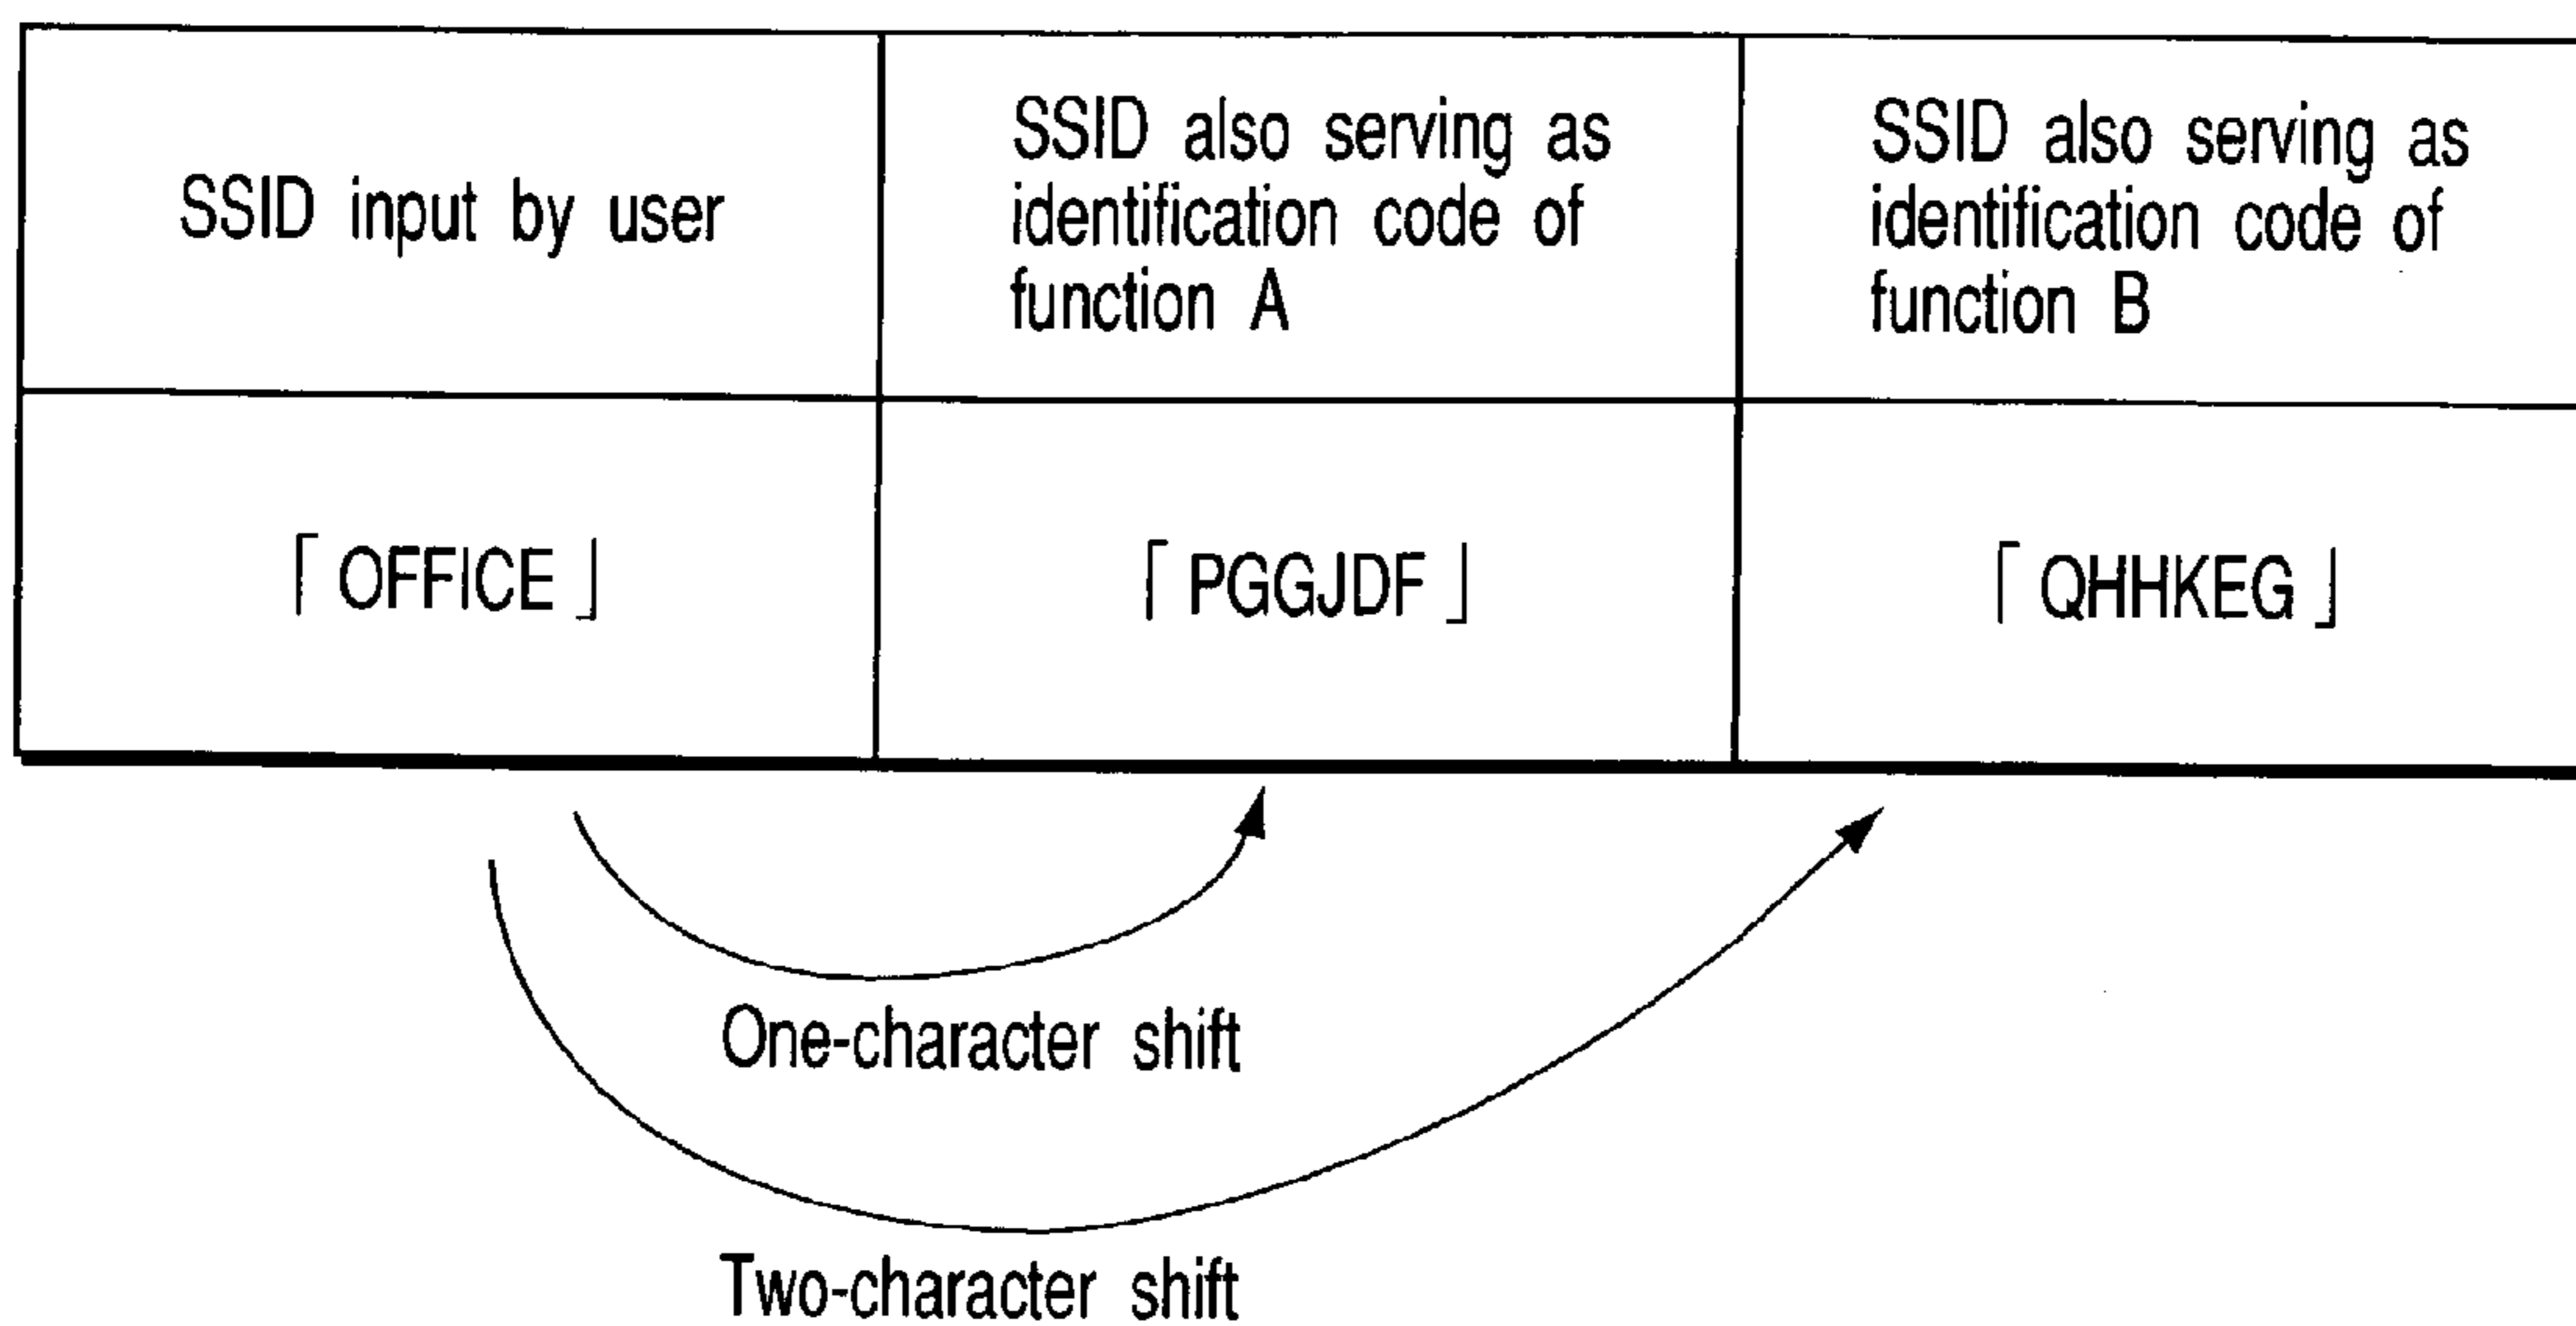 SSID input by user
SSID also serving as
identification code of
function A
SSID also serving as
identification code of
function B
「OFFICE」
「PGGJDF」
「QHHKEG」
One-character shift
Two-character shift